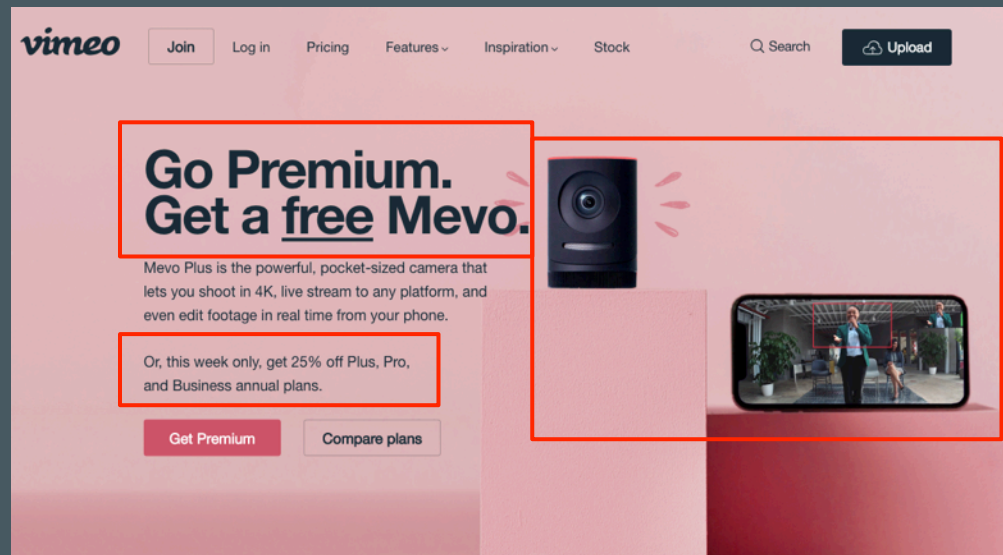 vimeo Join Log in Pricing Features Inspiration Stock Search Upload
Go Premium.
Get a free Mevo.
Mevo Plus is the powerful, pocket-sized camera that
lets you shoot in 4K, live stream to any platform, and
even edit footage in real time from your phone.
Or, this week only, get 25% off Plus, Pro,
and Business annual plans.
Get Premium Compare plans